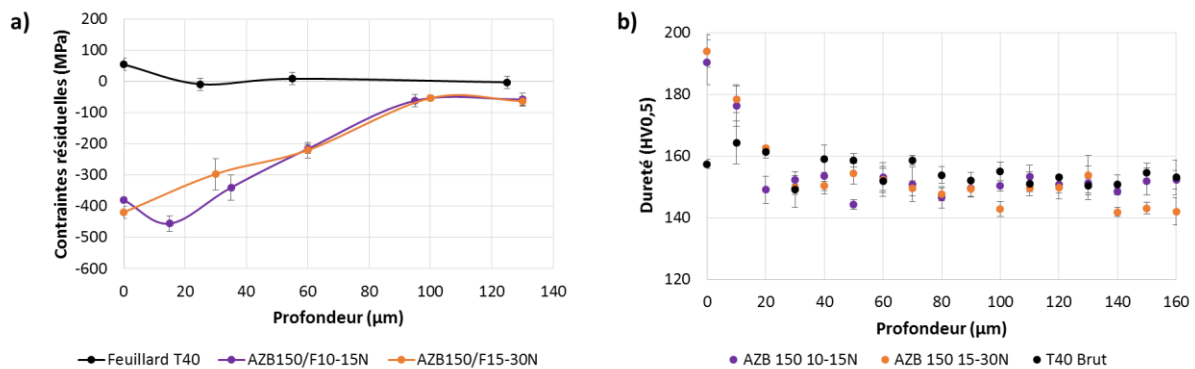 a)
Contraintes résiduelles (MPa)
200
100
0
-100
-200
-300
-400
-500
-600
0 20 40 60 80 100 120 140
Profondeur (µm)
Feuillard T40 AZB150/F10-15N AZB150/F15-30N
b)
Dureté (HV0,5)
200
180
160
140
120
0 20 40 60 80 100 120 140 160
Profondeur (µm)
AZB 150 10-15N AZB 150 15-30N T40 Brut